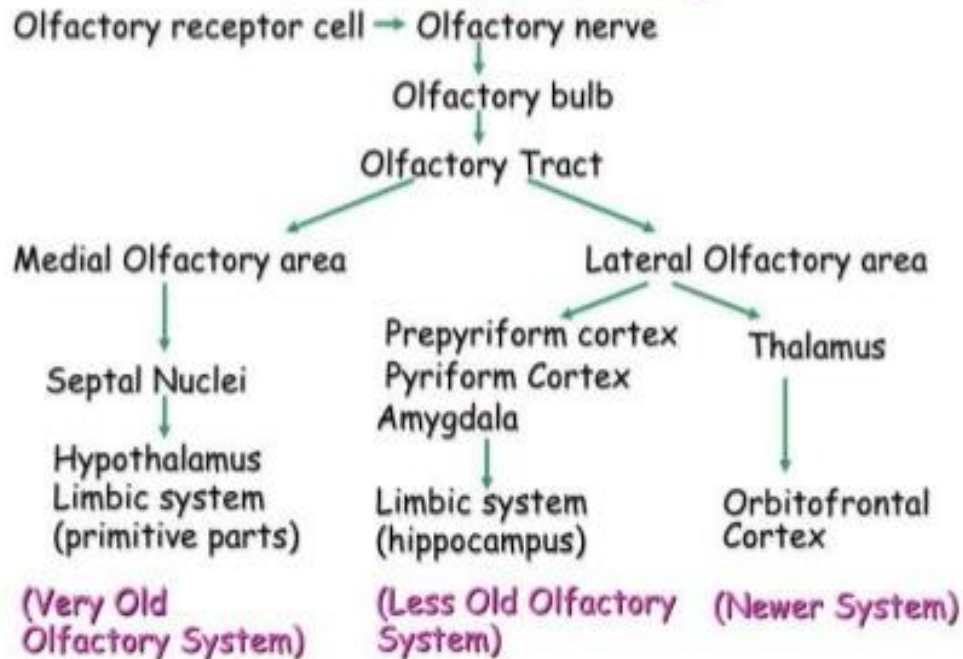 Olfactory receptor cell → Olfactory nerve
Olfactory bulb
Olfactory Tract
Medial Olfactory area
Lateral Olfactory area
Prepyriform cortex
Pyriform Cortex
Amygdala
Thalamus
Septal Nuclei
Hypothalamus
Limbic system
(primitive parts)
Limbic system
(hippocampus)
Orbitofrontal
Cortex
(Very Old
Olfactory System)
(Less Old Olfactory
System)
(Newer System)